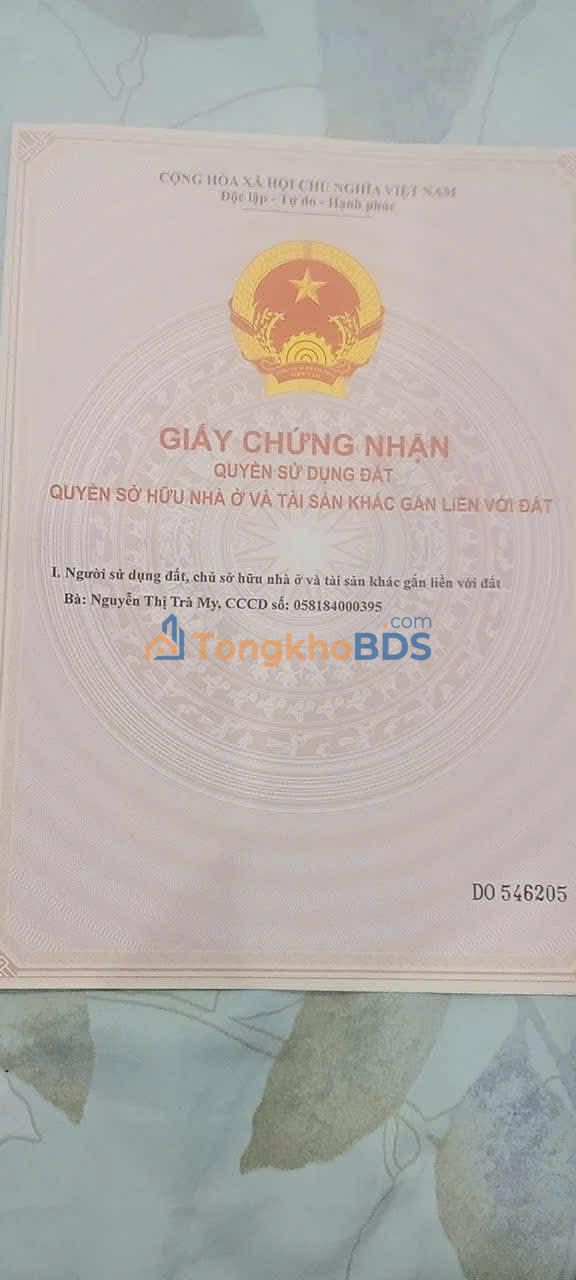 CỘNG HÒA XÃ HỘI CHỦ NGHĨA VIỆT NAM
Độc lập - Tự do - Hạnh phúc
GIẤY CHỨNG NHẬN
QUYỀN SỬ DỤNG ĐẤT
QUYỀN SỞ HỮU NHÀ Ở VÀ TÀI SẢN KHÁC GẮN LIỀN VỚI ĐẤT
I. Người sử dụng đất, chủ sở hữu nhà ở và tài sản khác gắn liền với đất
Bà: Nguyễn Thị Trà My, CCCD số: 058184000395
TongkhoBDS.com
DO 546205